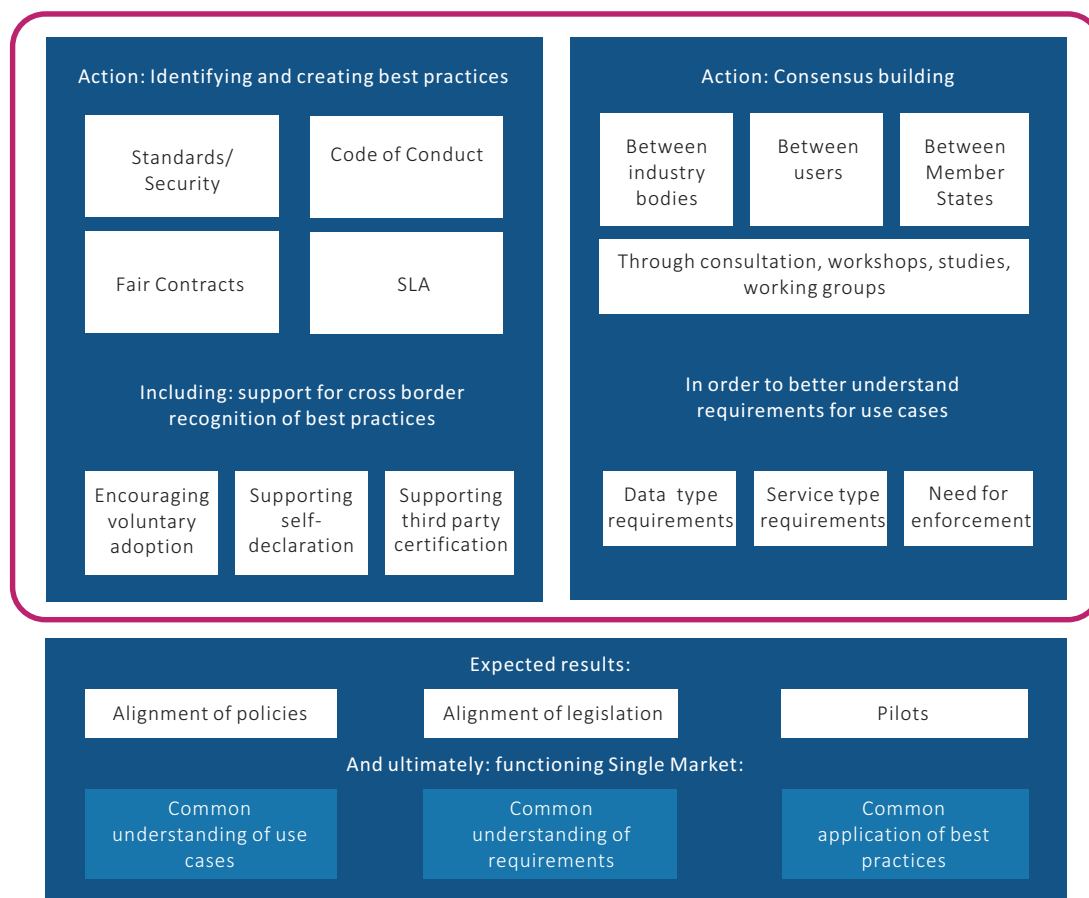 Action: Identifying and creating best practices
Standards/
Security
Code of Conduct
Fair Contracts
SLA
Including: support for cross border
recognition of best practices
Encouraging
voluntary
adoption
Supporting
self-
declaration
Supporting
third party
certification
Action: Consensus building
Between
industry
bodies
Between
users
Between
Member
States
Through consultation, workshops, studies,
working groups
In order to better understand
requirements for use cases
Data type
requirements
Service type
requirements
Need for
enforcement
Expected results:
Alignment of policies
Alignment of legislation
Pilots
And ultimately: functioning Single Market:
Common
understanding of use
cases
Common
understanding of
requirements
Common
application of best
practices